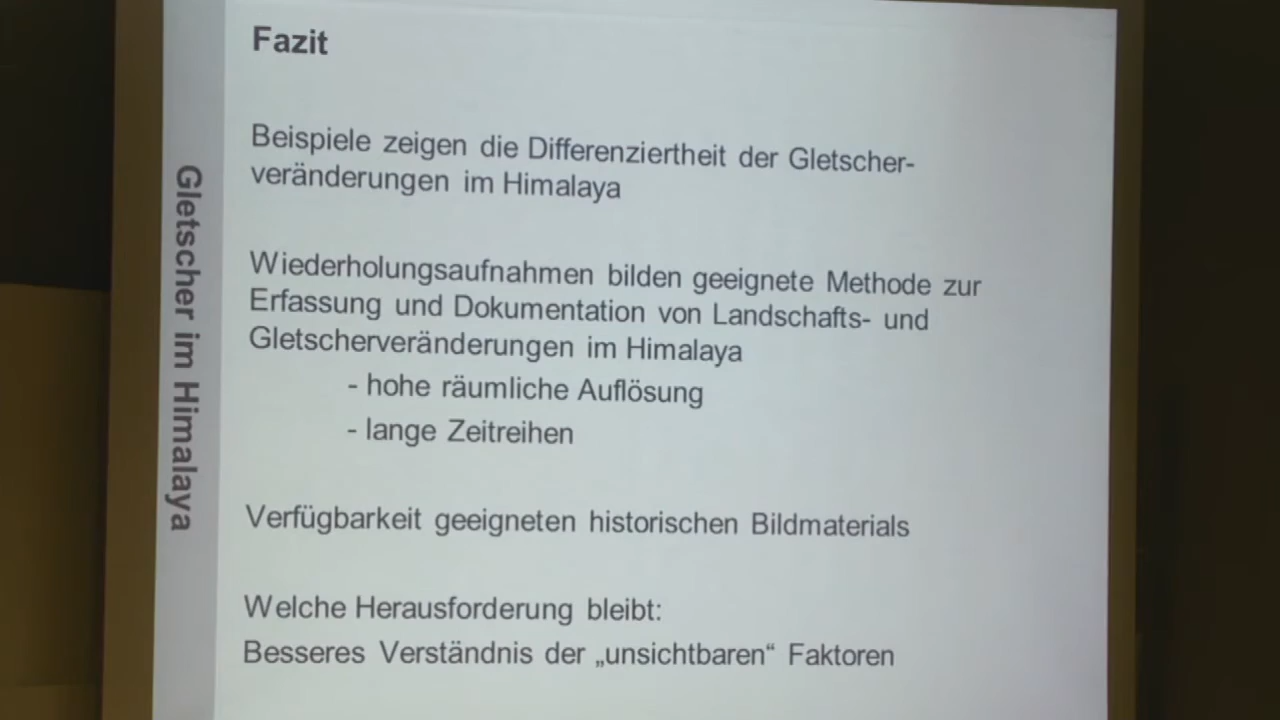 Fazit
Beispiele zeigen die Differenziertheit der Gletscher-
veränderungen im Himalaya
Wiederholungsaufnahmen bilden geeignete Methode zur
Erfassung und Dokumentation von Landschafts- und
Gletscherveränderungen im Himalaya
- hohe räumliche Auflösung
- lange Zeitreihen
Verfügbarkeit geeigneten historischen Bildmaterials
Welche Herausforderung bleibt:
Besseres Verständnis der „unsichtbaren“ Faktoren
Gletscher im Himalaya